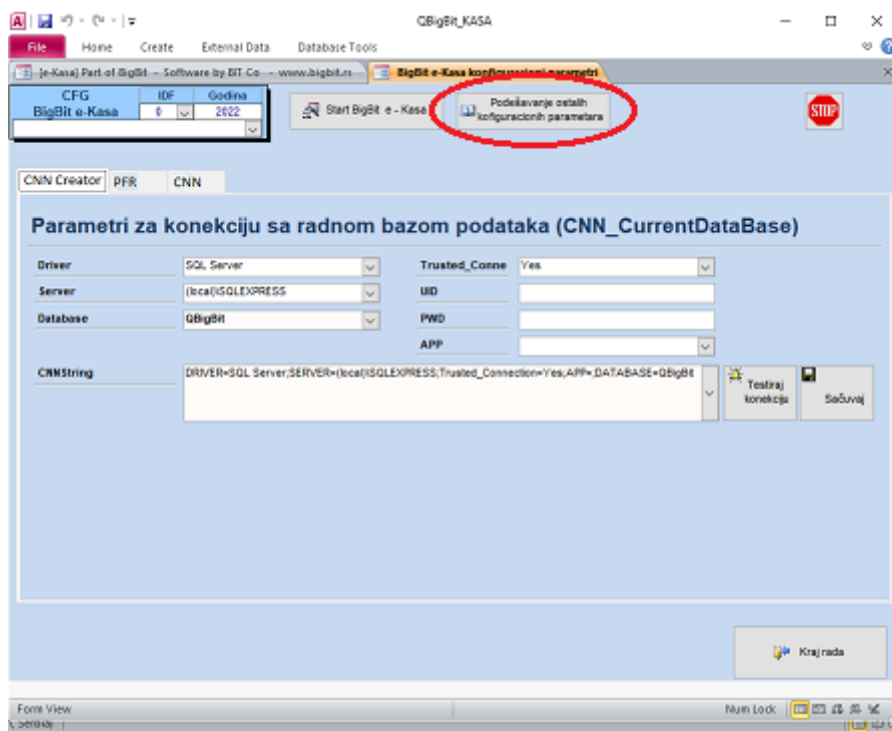 QBigBit_KASA
File Home Create External Data Database Tools
[e-Kasa] Part of BigBit - Software by BIT Co - www.bigbit.rs BigBit e-Kasa konfiguracioni parametri
CFG IDF Godina
BigBit e-Kasa 0 2022
Start BigBit e - Kasa
Podešavanje ostalih
kofiguracionih parametara
STOP
CNN Creator PFR CNN
Parametri za konekciju sa radnom bazom podataka (CNN_CurrentDataBase)
Driver SQL Server Trusted_Conne Yes
Server (local)\SQLEXPRESS UID
Database QBigBit PWD
APP
CNNString DRIVER=SQL Server;SERVER=(local)\SQLEXPRESS;Trusted_Connection=Yes;APP=;DATABASE=QBigBit
Testiraj
konekciju
Sačuvaj
Kraj rada
Form View Num Lock